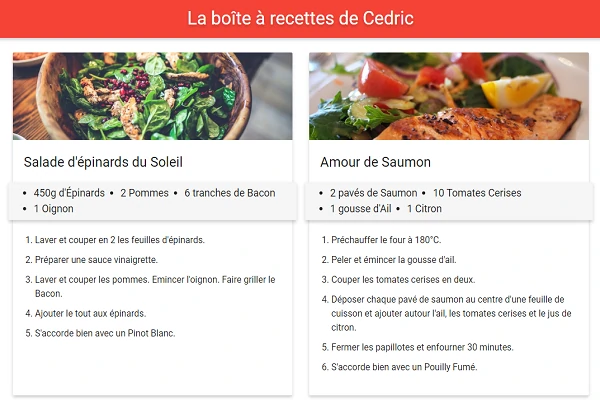 La boîte à recettes de Cedric
Salade d'épinards du Soleil
• 450g d'Épinards • 2 Pommes • 6 tranches de Bacon
• 1 Oignon
1. Laver et couper en 2 les feuilles d'épinards.
2. Préparer une sauce vinaigrette.
3. Laver et couper les pommes. Emincer l'oignon. Faire griller le
Bacon.
4. Ajouter le tout aux épinards.
5. S'accorde bien avec un Pinot Blanc.
Amour de Saumon
• 2 pavés de Saumon • 10 Tomates Cerises
• 1 gousse d'Ail • 1 Citron
1. Préchauffer le four à 180°C.
2. Peler et émincer la gousse d'ail.
3. Couper les tomates cerises en deux.
4. Déposer chaque pavé de saumon au centre d'une feuille de
cuisson et ajouter autour l'ail, les tomates cerises et le jus de
citron.
5. Fermer les papillotes et enfourner 30 minutes.
6. S'accorde bien avec un Pouilly Fumé.